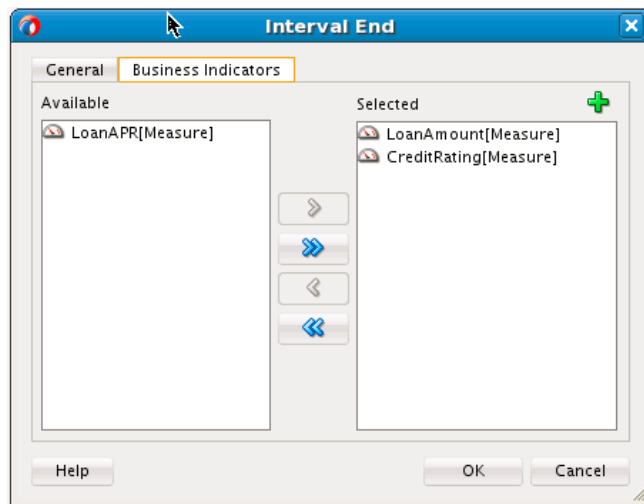 Interval End
General
Business Indicators
Available
Selected
LoanAPR[Measure]
LoanAmount[Measure]
CreditRating[Measure]
Help
OK
Cancel